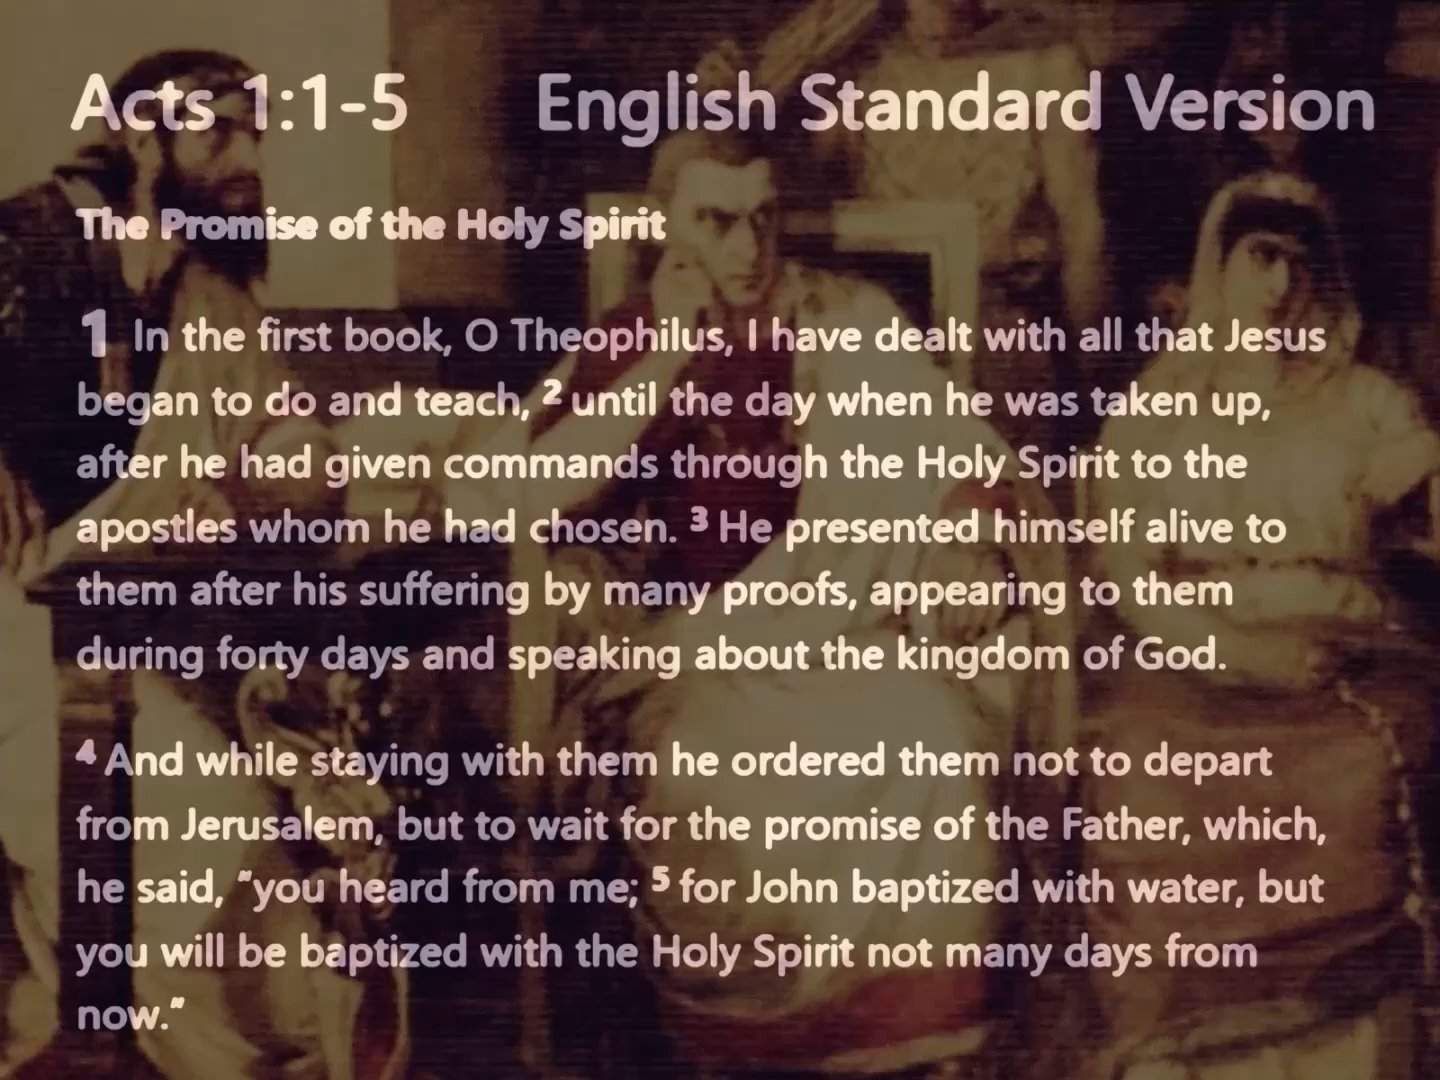 Acts 1:1-5 English Standard Version
The Promise of the Holy Spirit
1 In the first book, O Theophilus, I have dealt with all that Jesus
began to do and teach, 2 until the day when he was taken up,
after he had given commands through the Holy Spirit to the
apostles whom he had chosen. 3 He presented himself alive to
them after his suffering by many proofs, appearing to them
during forty days and speaking about the kingdom of God.
4 And while staying with them he ordered them not to depart
from Jerusalem, but to wait for the promise of the Father, which,
he said, "you heard from me; 5 for John baptized with water, but
you will be baptized with the Holy Spirit not many days from
now."